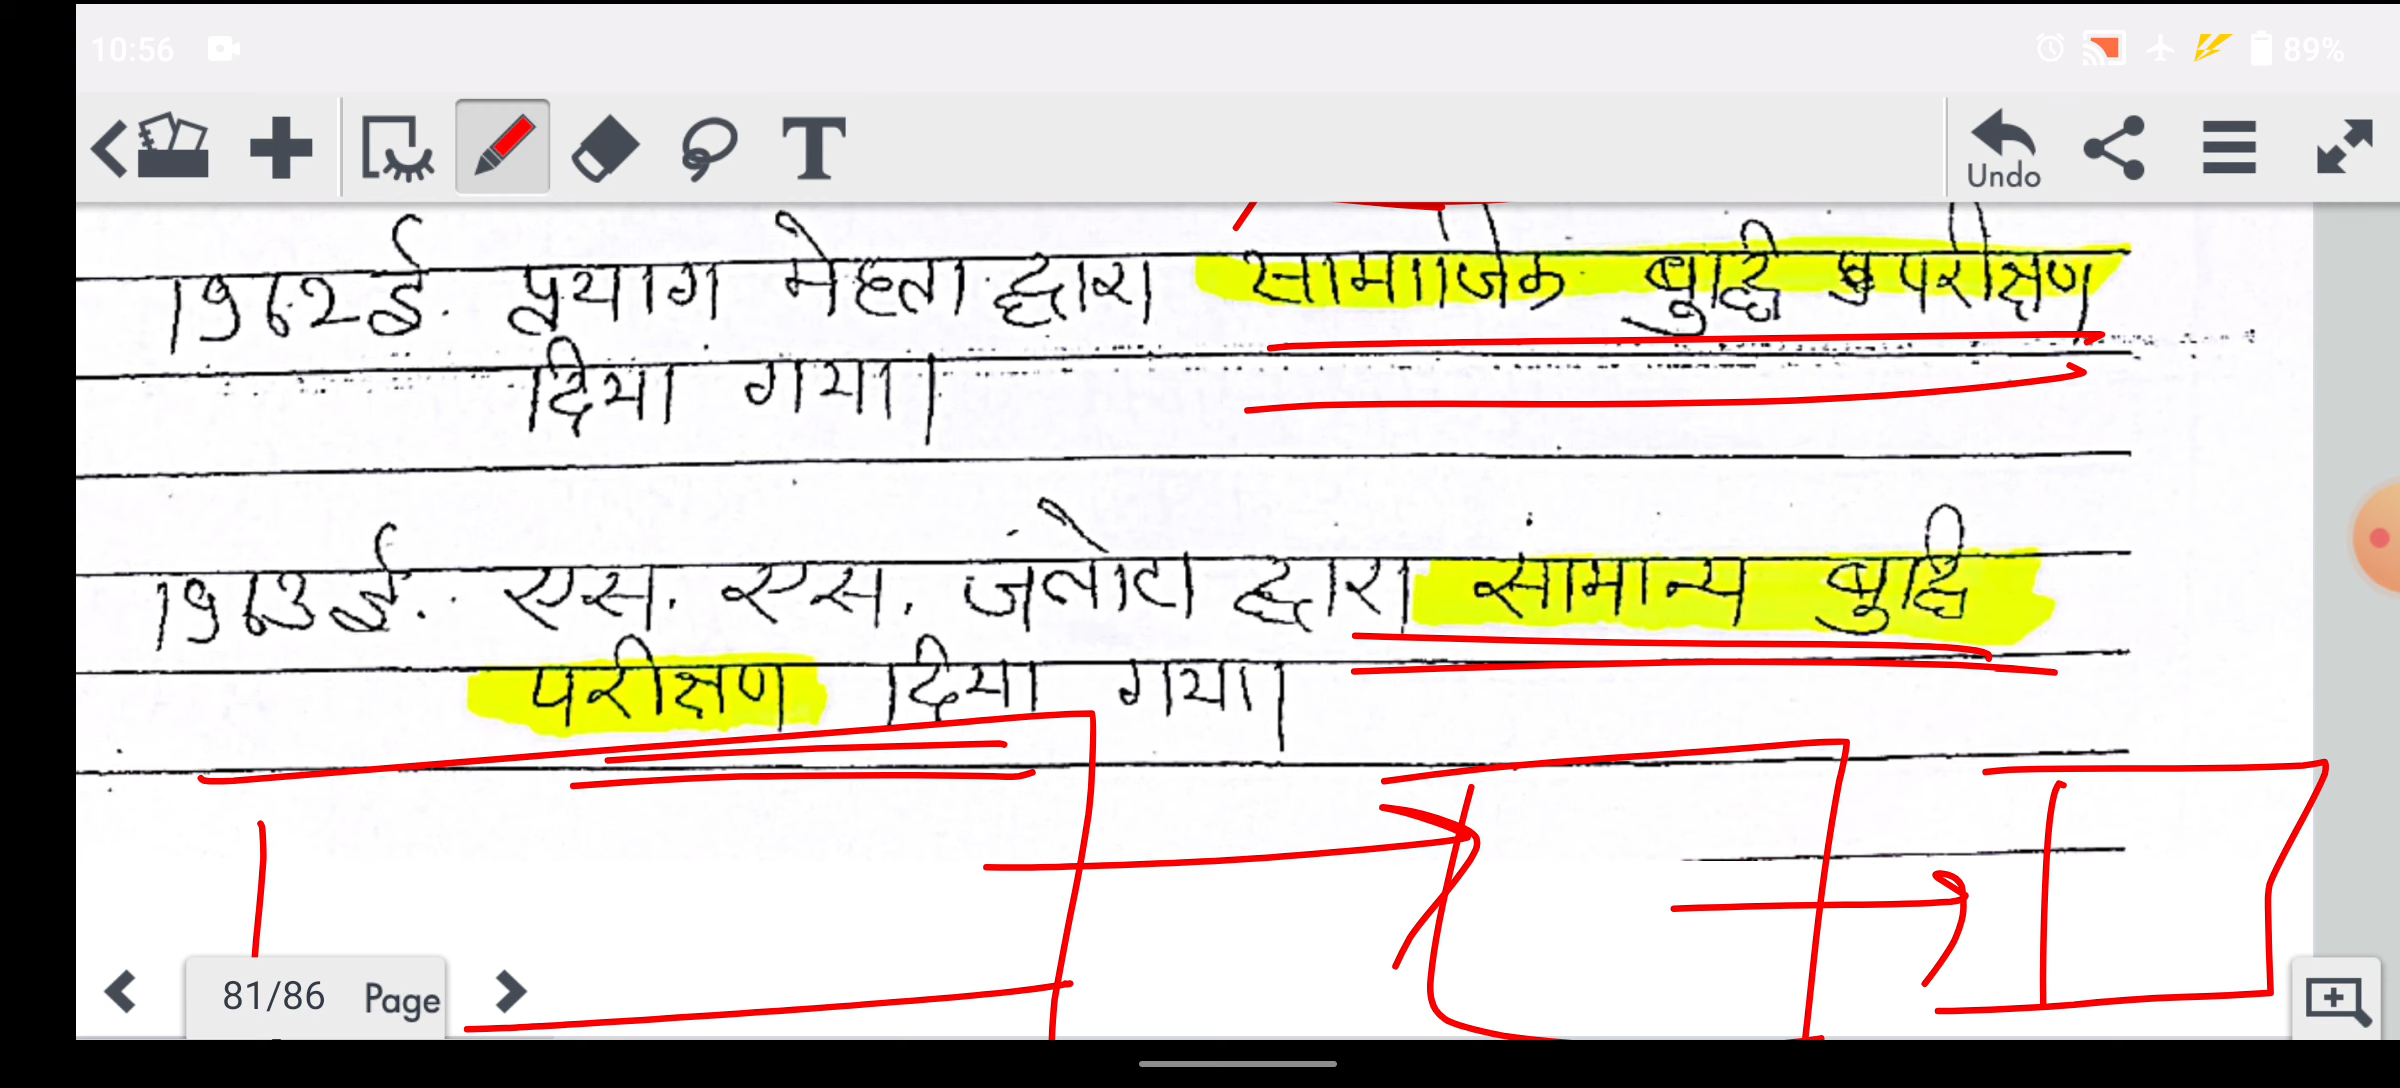 10:56
89%
Undo
1962ई. प्रयाग मेहता द्वारा सामाजिक बुद्धि परीक्षण
दिया गया।
1963ई. एस. एस. जलोटा द्वारा सामान्य बुद्धि
परीक्षण दिया गया।
81/86 Page